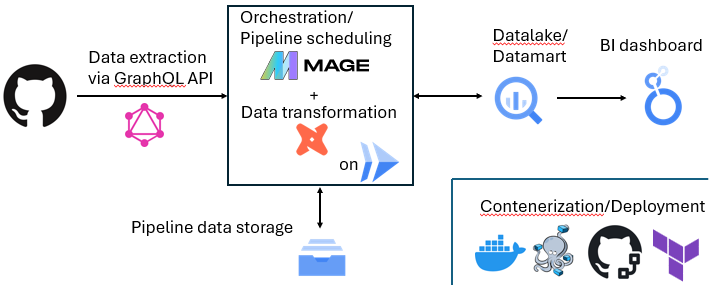 Orchestration/
Pipeline scheduling
MAGE
+
Data transformation
on
Data extraction
via GraphOL API
Datalake/
Datamart
BI dashboard
Pipeline data storage
Contenerization/Deployment